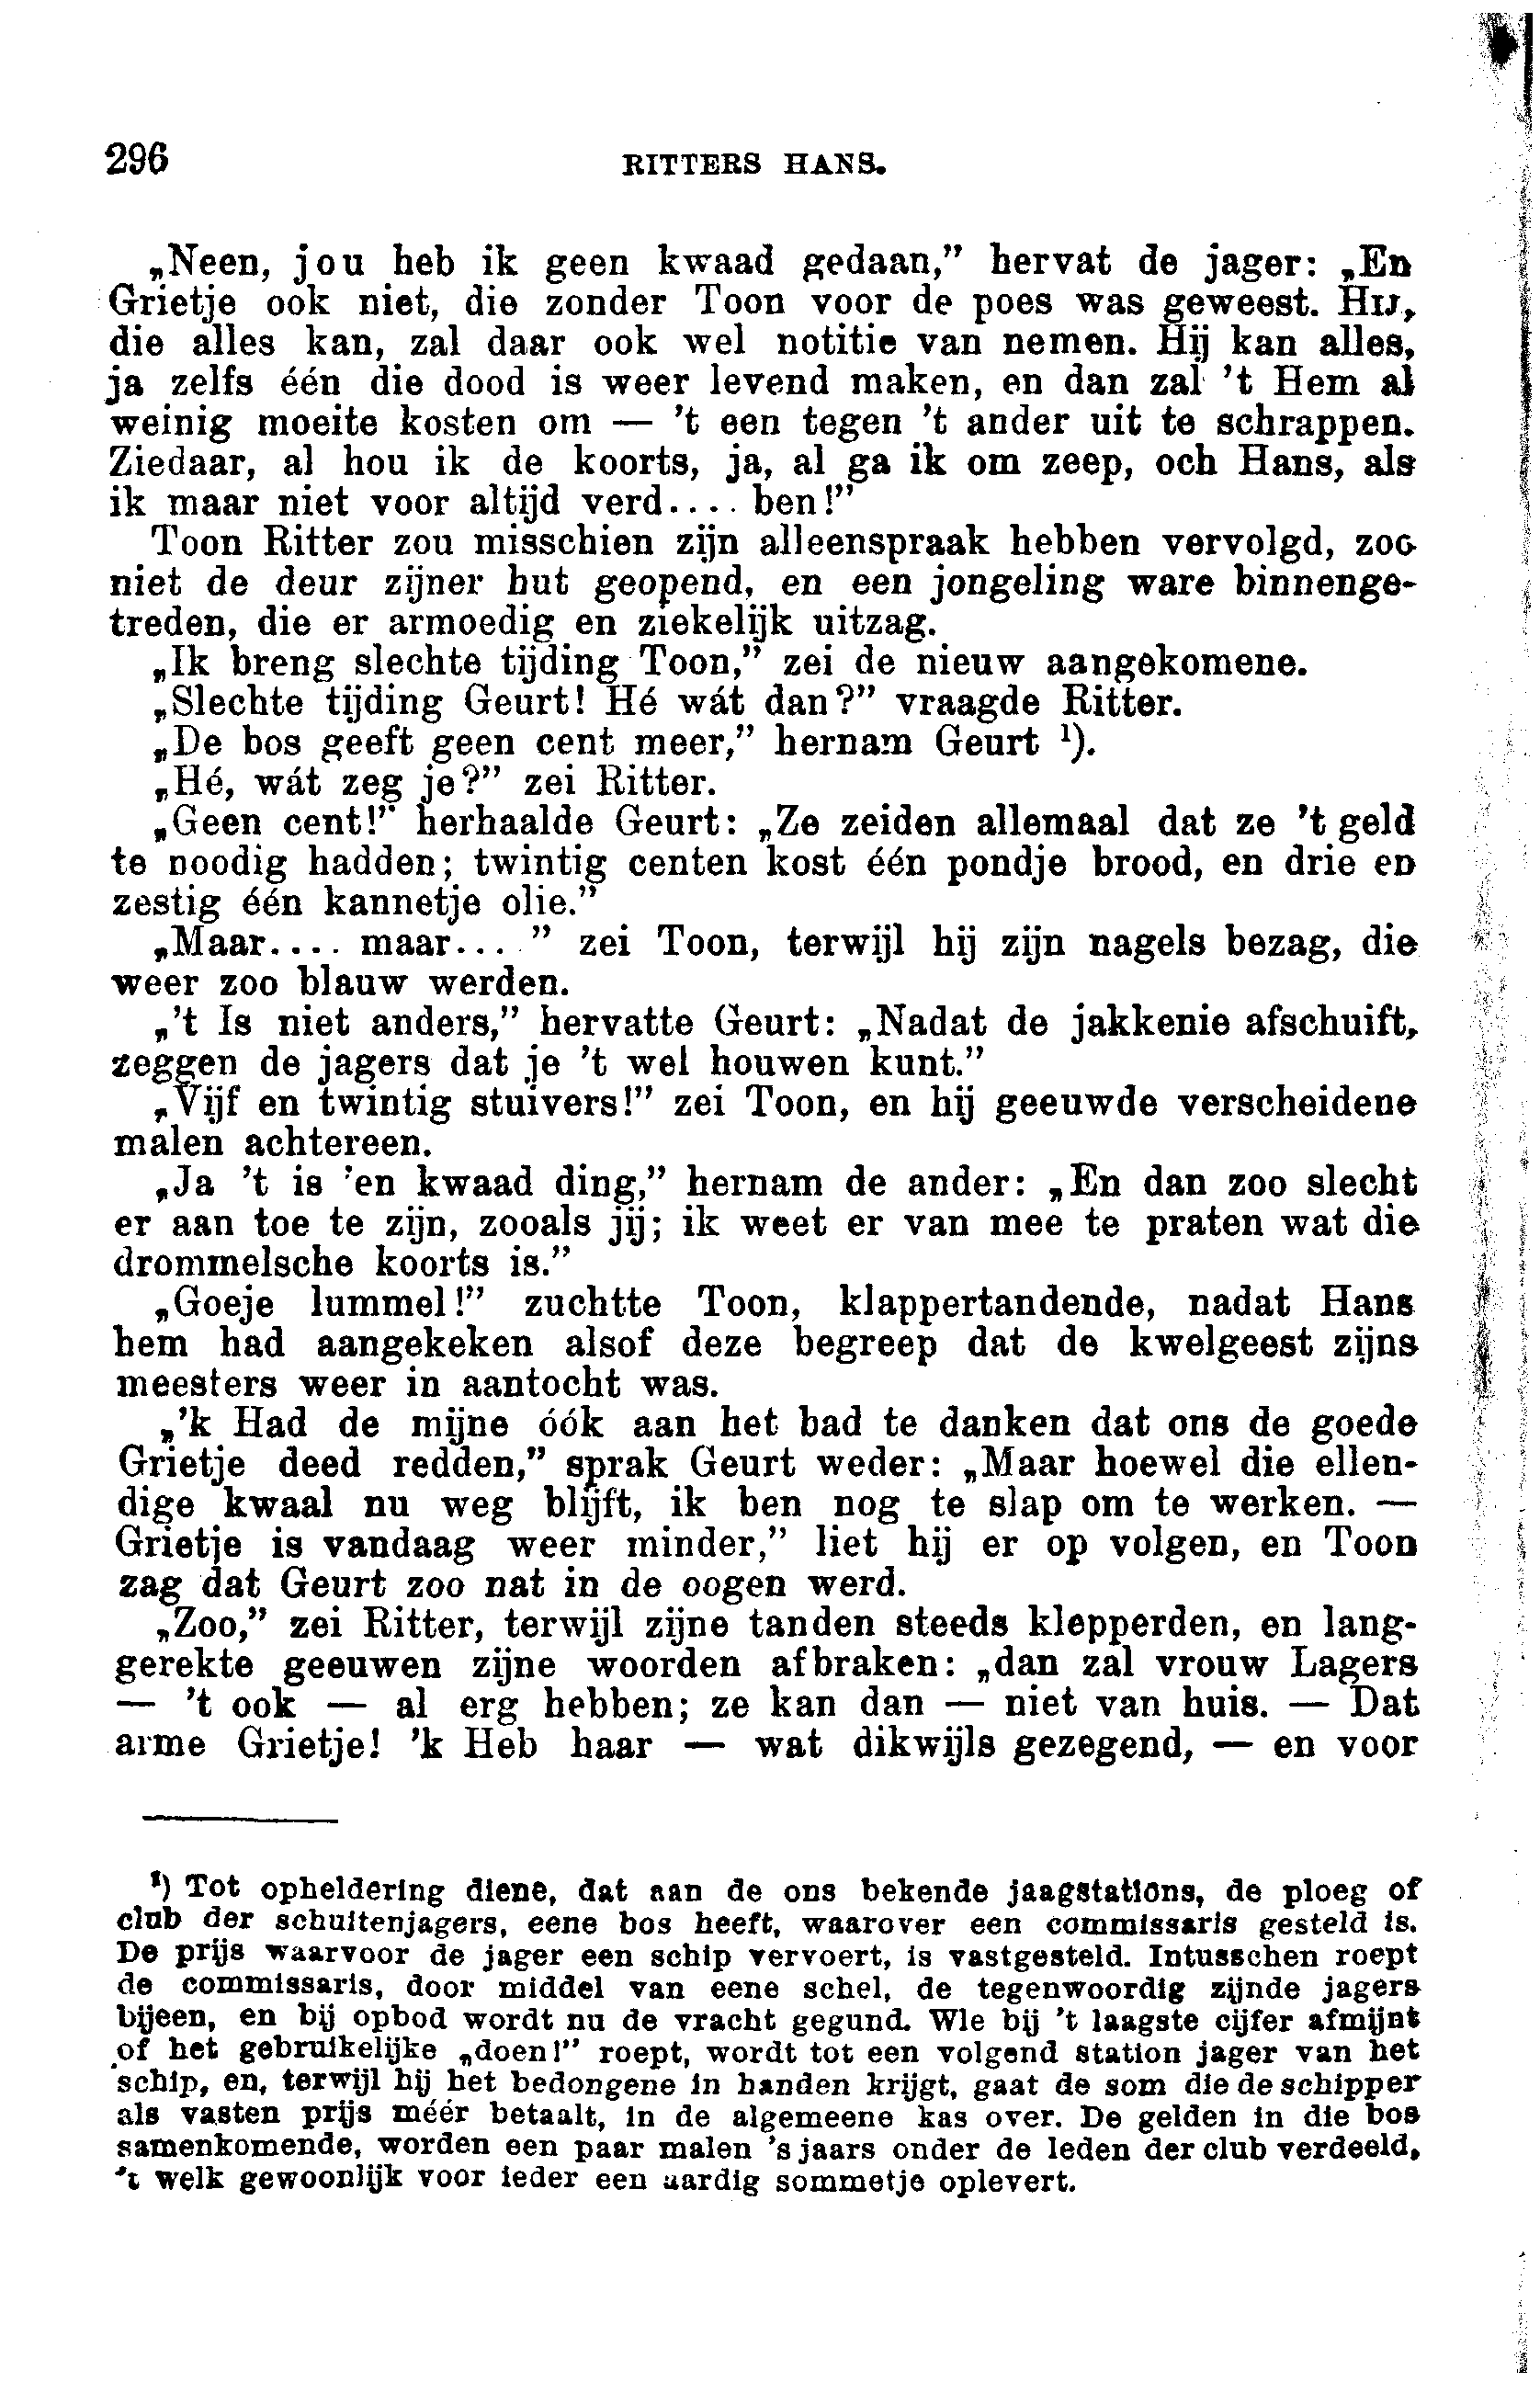 296 RITTERS HANS.
„Neen, jou heb ik geen kwaad gedaan,” hervat de jager: „En
Grietje ook niet, die zonder Toon voor de poes was geweest. HIJ,
die alles kan, zal daar ook wel notitie van nemen. Hij kan alles,
ja zelfs één die dood is weer levend maken, en dan zal 't Hem al
weinig moeite kosten om — 't een tegen 't ander uit te schrappen.
Ziedaar, al hou ik de koorts, ja, al ga ik om zeep, och Hans, als
ik maar niet voor altijd verd.... ben!”
Toon Ritter zou misschien zijn alleenspraak hebben vervolgd, zoo
niet de deur zijner hut geopend, en een jongeling ware binnenge-
treden, die er armoedig en ziekelijk uitzag.
„Ik breng slechte tijding Toon,” zei de nieuw aangekomene.
„Slechte tijding Geurt! Hé wát dan?” vraagde Ritter.
„De bos geeft geen cent meer,” hernam Geurt ¹).
„Hé, wát zeg je?” zei Ritter.
„Geen cent!” herhaalde Geurt: „Ze zeiden allemaal dat ze 't geld
te noodig hadden; twintig centen kost één pondje brood, en drie en
zestig één kannetje olie.”
„Maar.... maar....” zei Toon, terwijl hij zijn nagels bezag, die
weer zoo blauw werden.
„'t Is niet anders,” hervatte Geurt: „Nadat de jakkenie afschuift,
zeggen de jagers dat je 't wel houwen kunt.”
„Vijf en twintig stuivers!” zei Toon, en hij geeuwde verscheidene
malen achtereen.
„Ja 't is 'en kwaad ding,” hernam de ander: „En dan zoo slecht
er aan toe te zijn, zooals jij; ik weet er van mee te praten wat die
drommelsche koorts is.”
„Goeje lummel!” zuchtte Toon, klappertandende, nadat Hans
hem had aangekeken alsof deze begreep dat de kwelgeest zijns
meesters weer in aantocht was.
„'k Had de mijne óók aan het bad te danken dat ons de goede
Grietje deed redden,” sprak Geurt weder: „Maar hoewel die ellen-
dige kwaal nu weg blijft, ik ben nog te slap om te werken. —
Grietje is vandaag weer minder,” liet hij er op volgen, en Toon
zag dat Geurt zoo nat in de oogen werd.
„Zoo,” zei Ritter, terwijl zijne tanden steeds klepperden, en lang-
gerekte geeuwen zijne woorden afbraken: „dan zal vrouw Lagers
— 't ook — al erg hebben; ze kan dan — niet van huis. — Dat
arme Grietje! 'k Heb haar — wat dikwijls gezegend, — en voor
¹) Tot opheldering diene, dat aan de ons bekende jaagstations, de ploeg of
club der schuitenjagers, eene bos heeft, waarover een commissaris gesteld is.
De prijs waarvoor de jager een schip vervoert, is vastgesteld. Intusschen roept
de commissaris, door middel van eene schel, de tegenwoordig zijnde jagers
bijeen, en bij opbod wordt nu de vracht gegund. Wie bij 't laagste cijfer afmijnt
of het gebruikelijke „doen!” roept, wordt tot een volgend station jager van het
schip, en, terwijl hij het bedongene in handen krijgt, gaat de som die de schipper
als vasten prijs méér betaalt, in de algemeene kas over. De gelden in die bos
samenkomende, worden een paar malen 's jaars onder de leden der club verdeeld,
't welk gewoonlijk voor ieder een aardig sommetje oplevert.